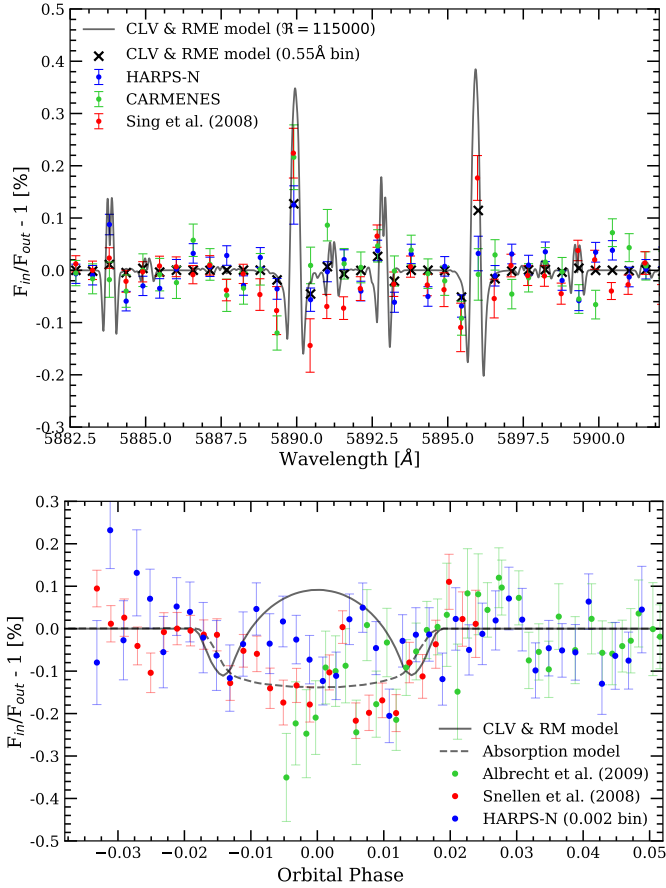 0.5
CLV & RME model (ℜ = 115000)
CLV & RME model (0.55Å bin)
HARPS-N
CARMENES
Sing et al. (2008)
0.4
0.3
0.2
0.1
0.0
-0.1
-0.2
-0.3
F_in/F_out - 1 [%]
5882.5 5885.0 5887.5 5890.0 5892.5 5895.0 5897.5 5900.0
Wavelength [Å]
0.3
0.2
0.1
0.0
-0.1
-0.2
-0.3
-0.4
-0.5
F_in/F_out - 1 [%]
CLV & RM model
Absorption model
Albrecht et al. (2009)
Snellen et al. (2008)
HARPS-N (0.002 bin)
−0.03 −0.02 −0.01 0.00 0.01 0.02 0.03 0.04 0.05
Orbital Phase